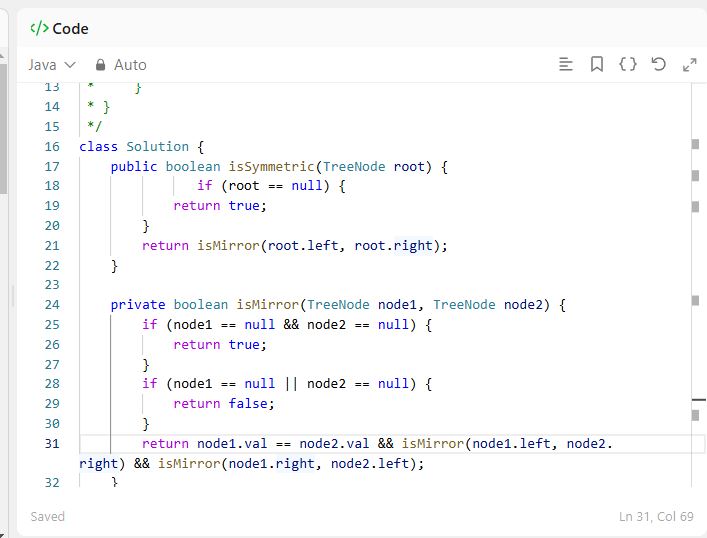 </> Code
Java Auto
13 * }
14 * }
15 */
16 class Solution {
17 public boolean isSymmetric(TreeNode root) {
18 if (root == null) {
19 return true;
20 }
21 return isMirror(root.left, root.right);
22 }
23
24 private boolean isMirror(TreeNode node1, TreeNode node2) {
25 if (node1 == null && node2 == null) {
26 return true;
27 }
28 if (node1 == null || node2 == null) {
29 return false;
30 }
31 return node1.val == node2.val && isMirror(node1.left, node2.
right) && isMirror(node1.right, node2.left);
32 }
Saved Ln 31, Col 69